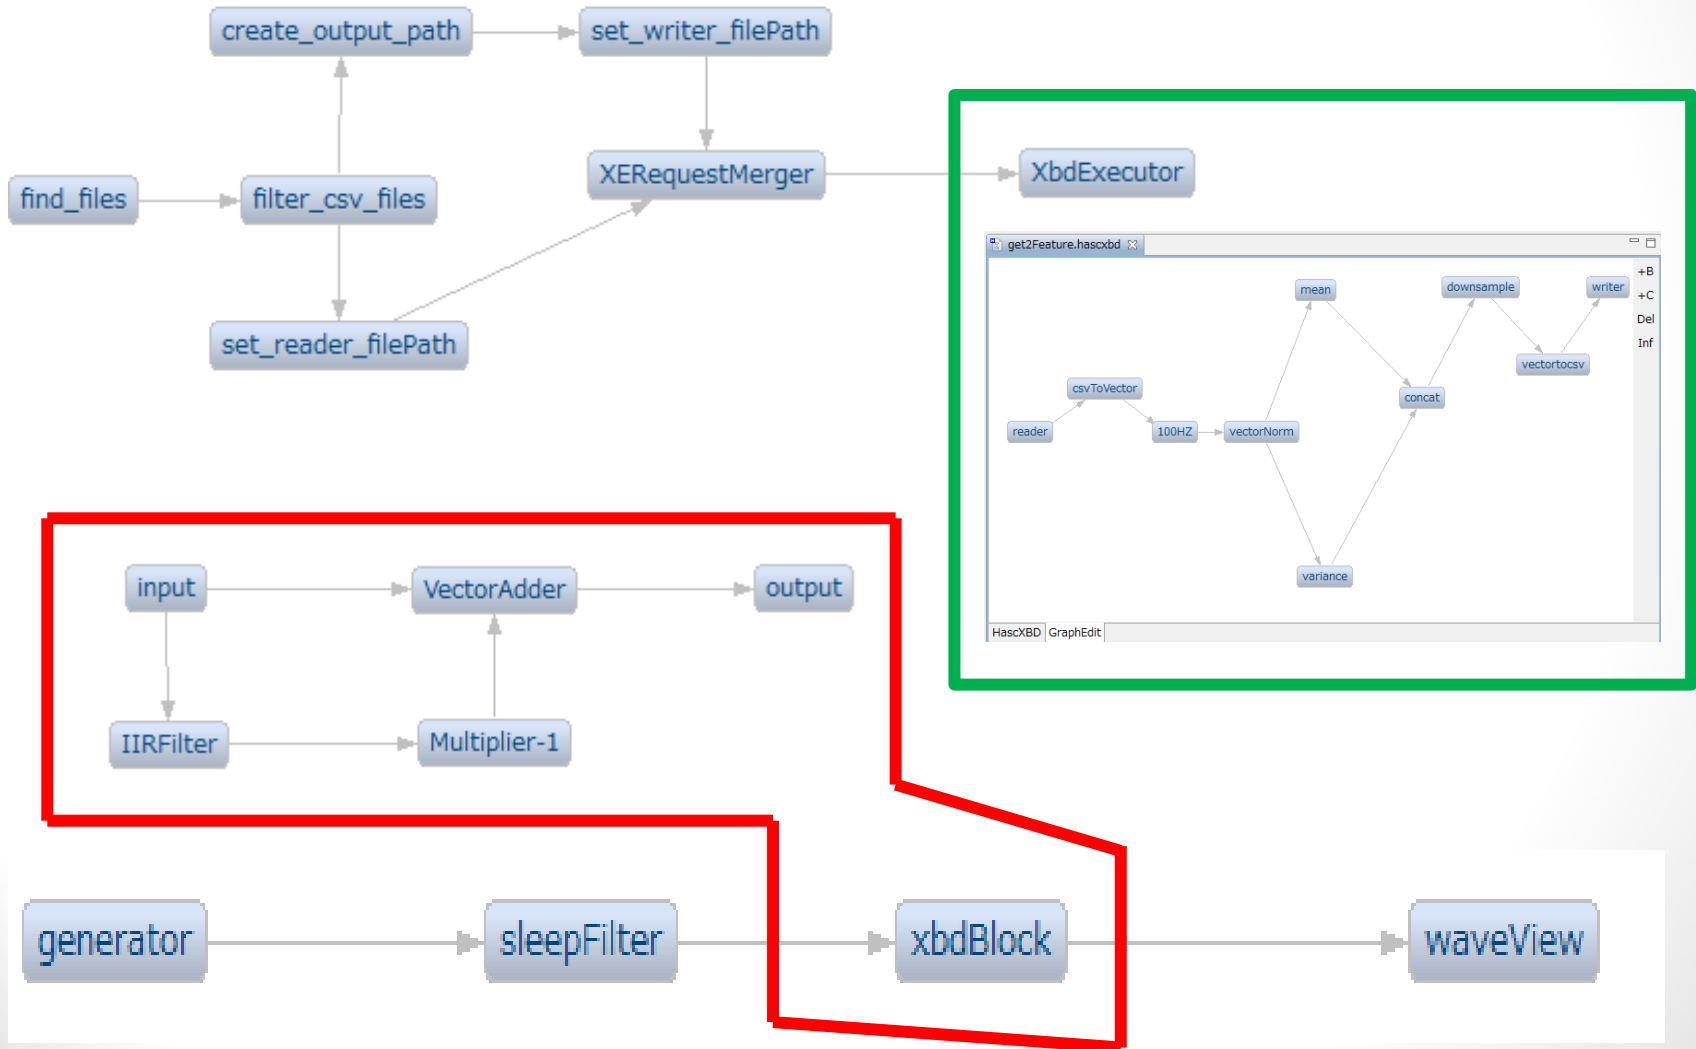 create_output_path
set_writer_filePath
find_files
filter_csv_files
XERequestMerger
XbdExecutor
set_reader_filePath
get2Feature.hascxbd
mean
downsample
writer
+B
+C
Del
Inf
vectortocsv
csvToVector
concat
reader
100HZ
vectorNorm
variance
HascXBD
GraphEdit
input
VectorAdder
output
IIRFilter
Multiplier-1
generator
sleepFilter
xbdBlock
waveView